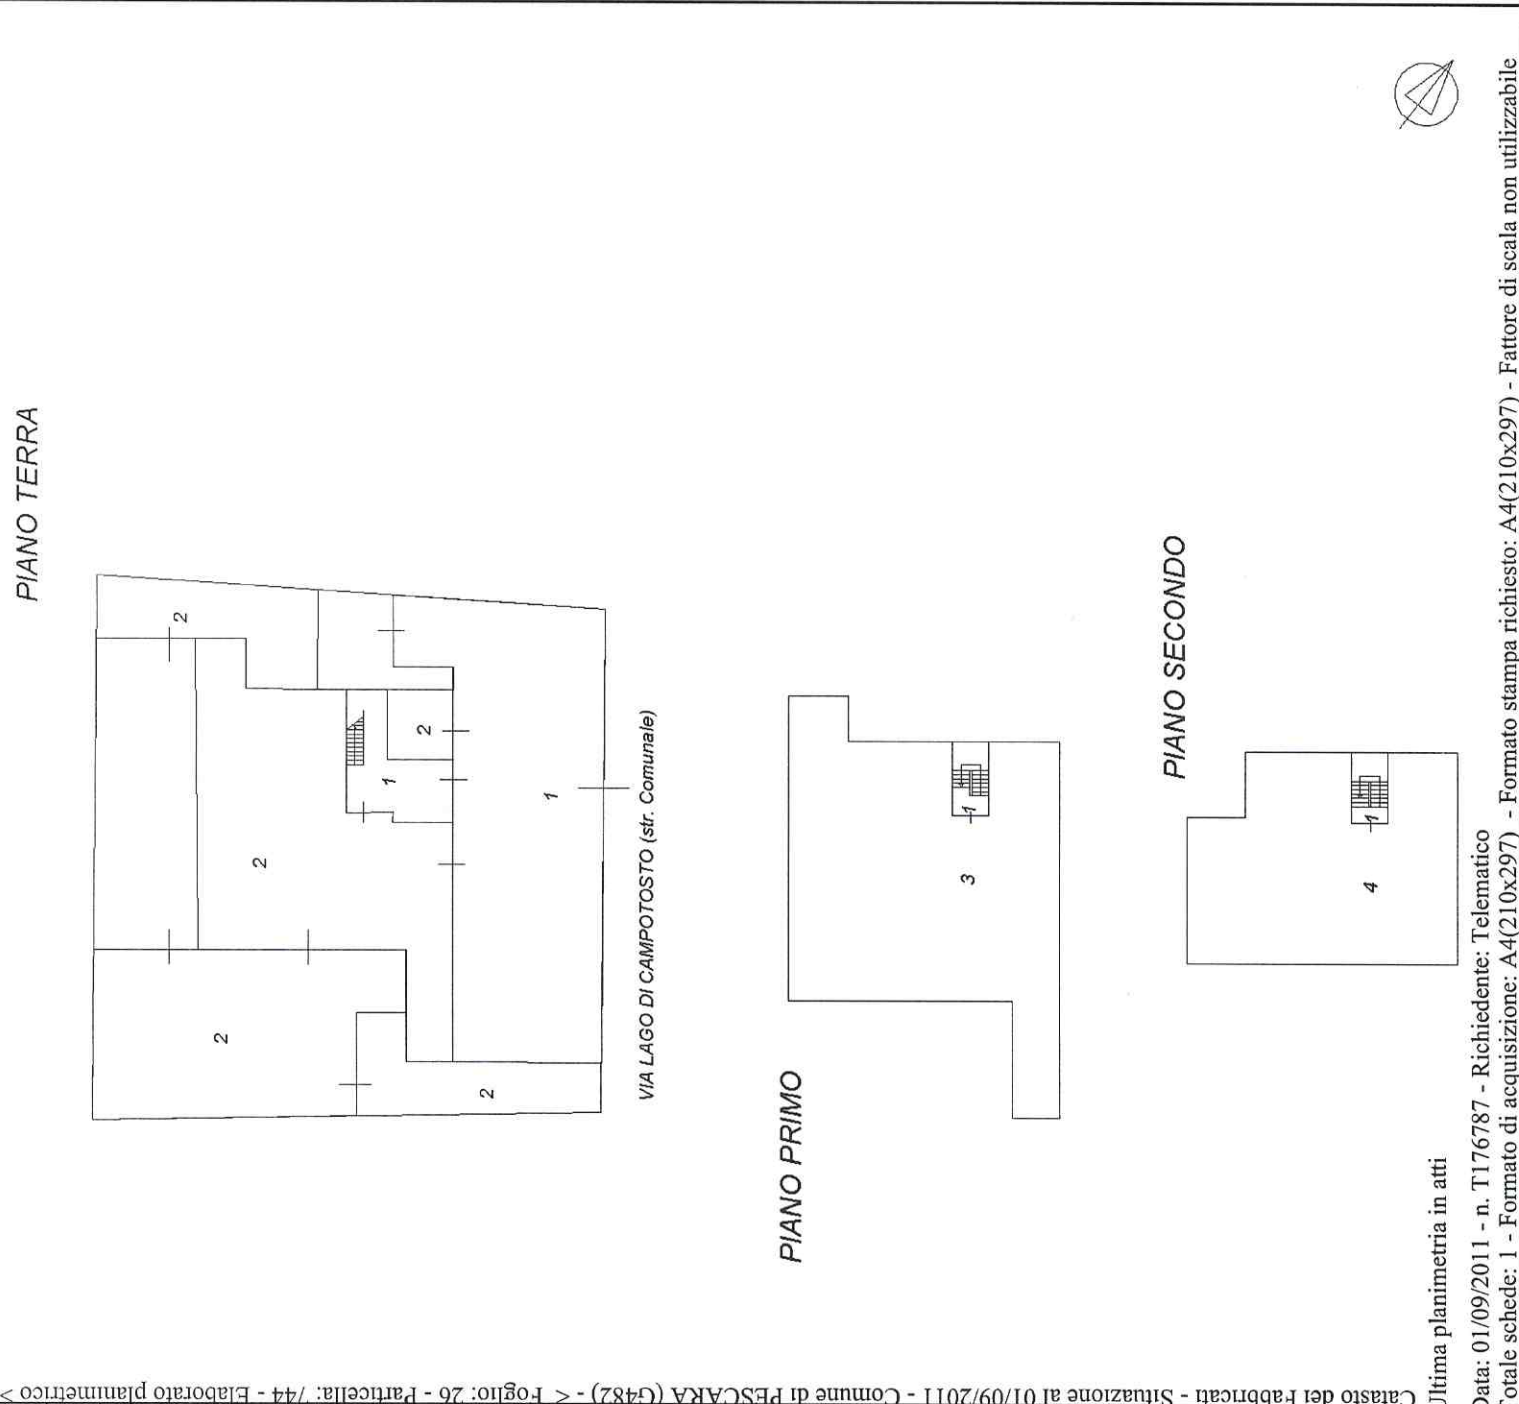 PIANO TERRA
2
2
2
1
1
2
2
VIA LAGO DI CAMPOTOSTO (str. Comunale)
PIANO PRIMO
1
3
PIANO SECONDO
1
4
Ultima planimetria in atti
Data: 01/09/2011 - n. T176787 - Richiedente: Telematico
Totale schede: 1 - Formato di acquisizione: A4(210x297) - Formato stampa richiesto: A4(210x297) - Fattore di scala non utilizzabile
Catasto dei Fabbricati - Situazione al 01/09/2011 - Comune di PESCARA (G482) - < Foglio: 26 - Particella: 744 - Elaborato planimetrico >